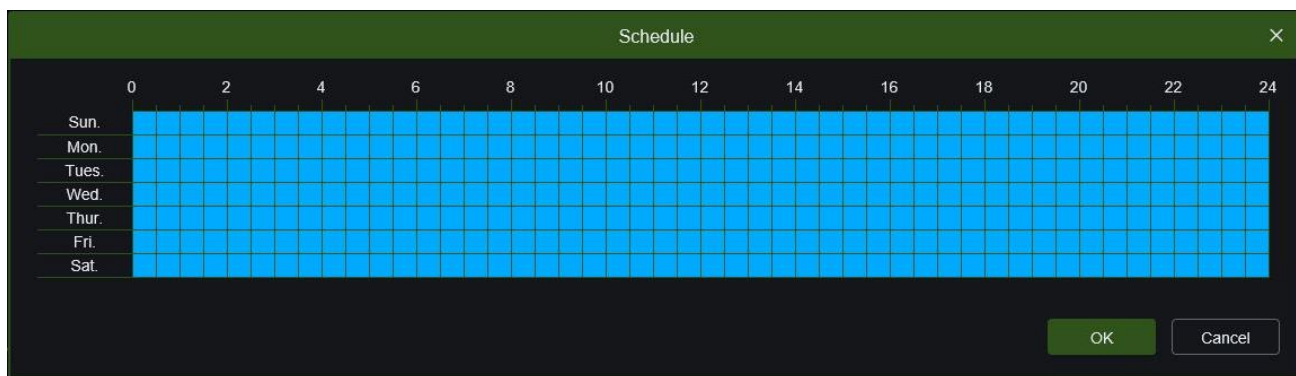 Schedule
0 2 4 6 8 10 12 14 16 18 20 22 24
Sun.
Mon.
Tues.
Wed.
Thur.
Fri.
Sat.
OK Cancel